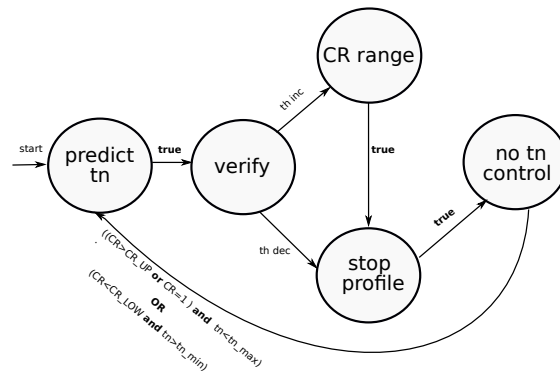 CR range
th inc
start
predict
tn
true
verify
true
no tn
control
th dec
stop
profile
true
((CR>CR_UP or CR=1 ) and tn<tn_max)
OR
(CR<CR_LOW and tn>tn_min)